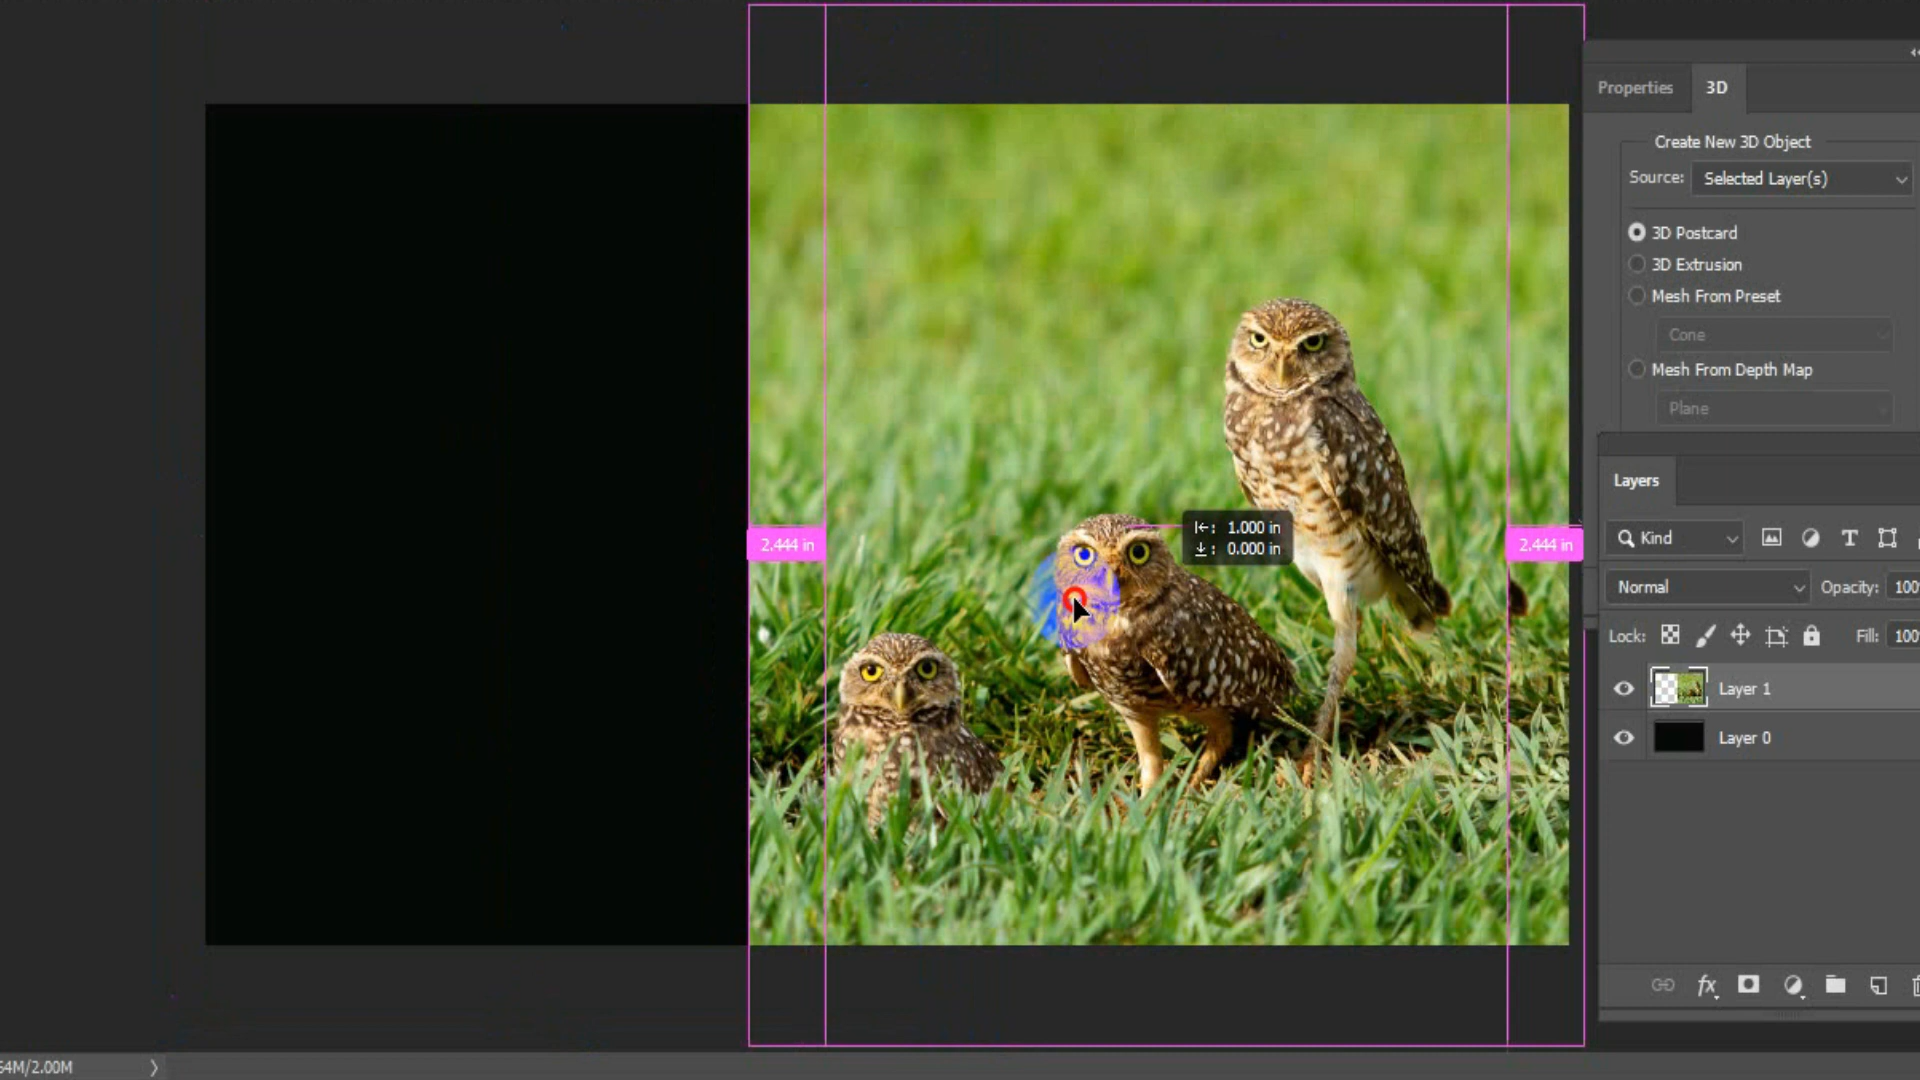 Properties
3D
Create New 3D Object
Source:
Selected Layer(s)
3D Postcard
3D Extrusion
Mesh From Preset
Cone
Mesh From Depth Map
Plane
Layers
Kind
T
Normal
Opacity:
100%
Lock:
Fill:
100%
Layer 1
Layer 0
fx
2.444 in
1.000 in
0.000 in
2.444 in
54M/2.00M